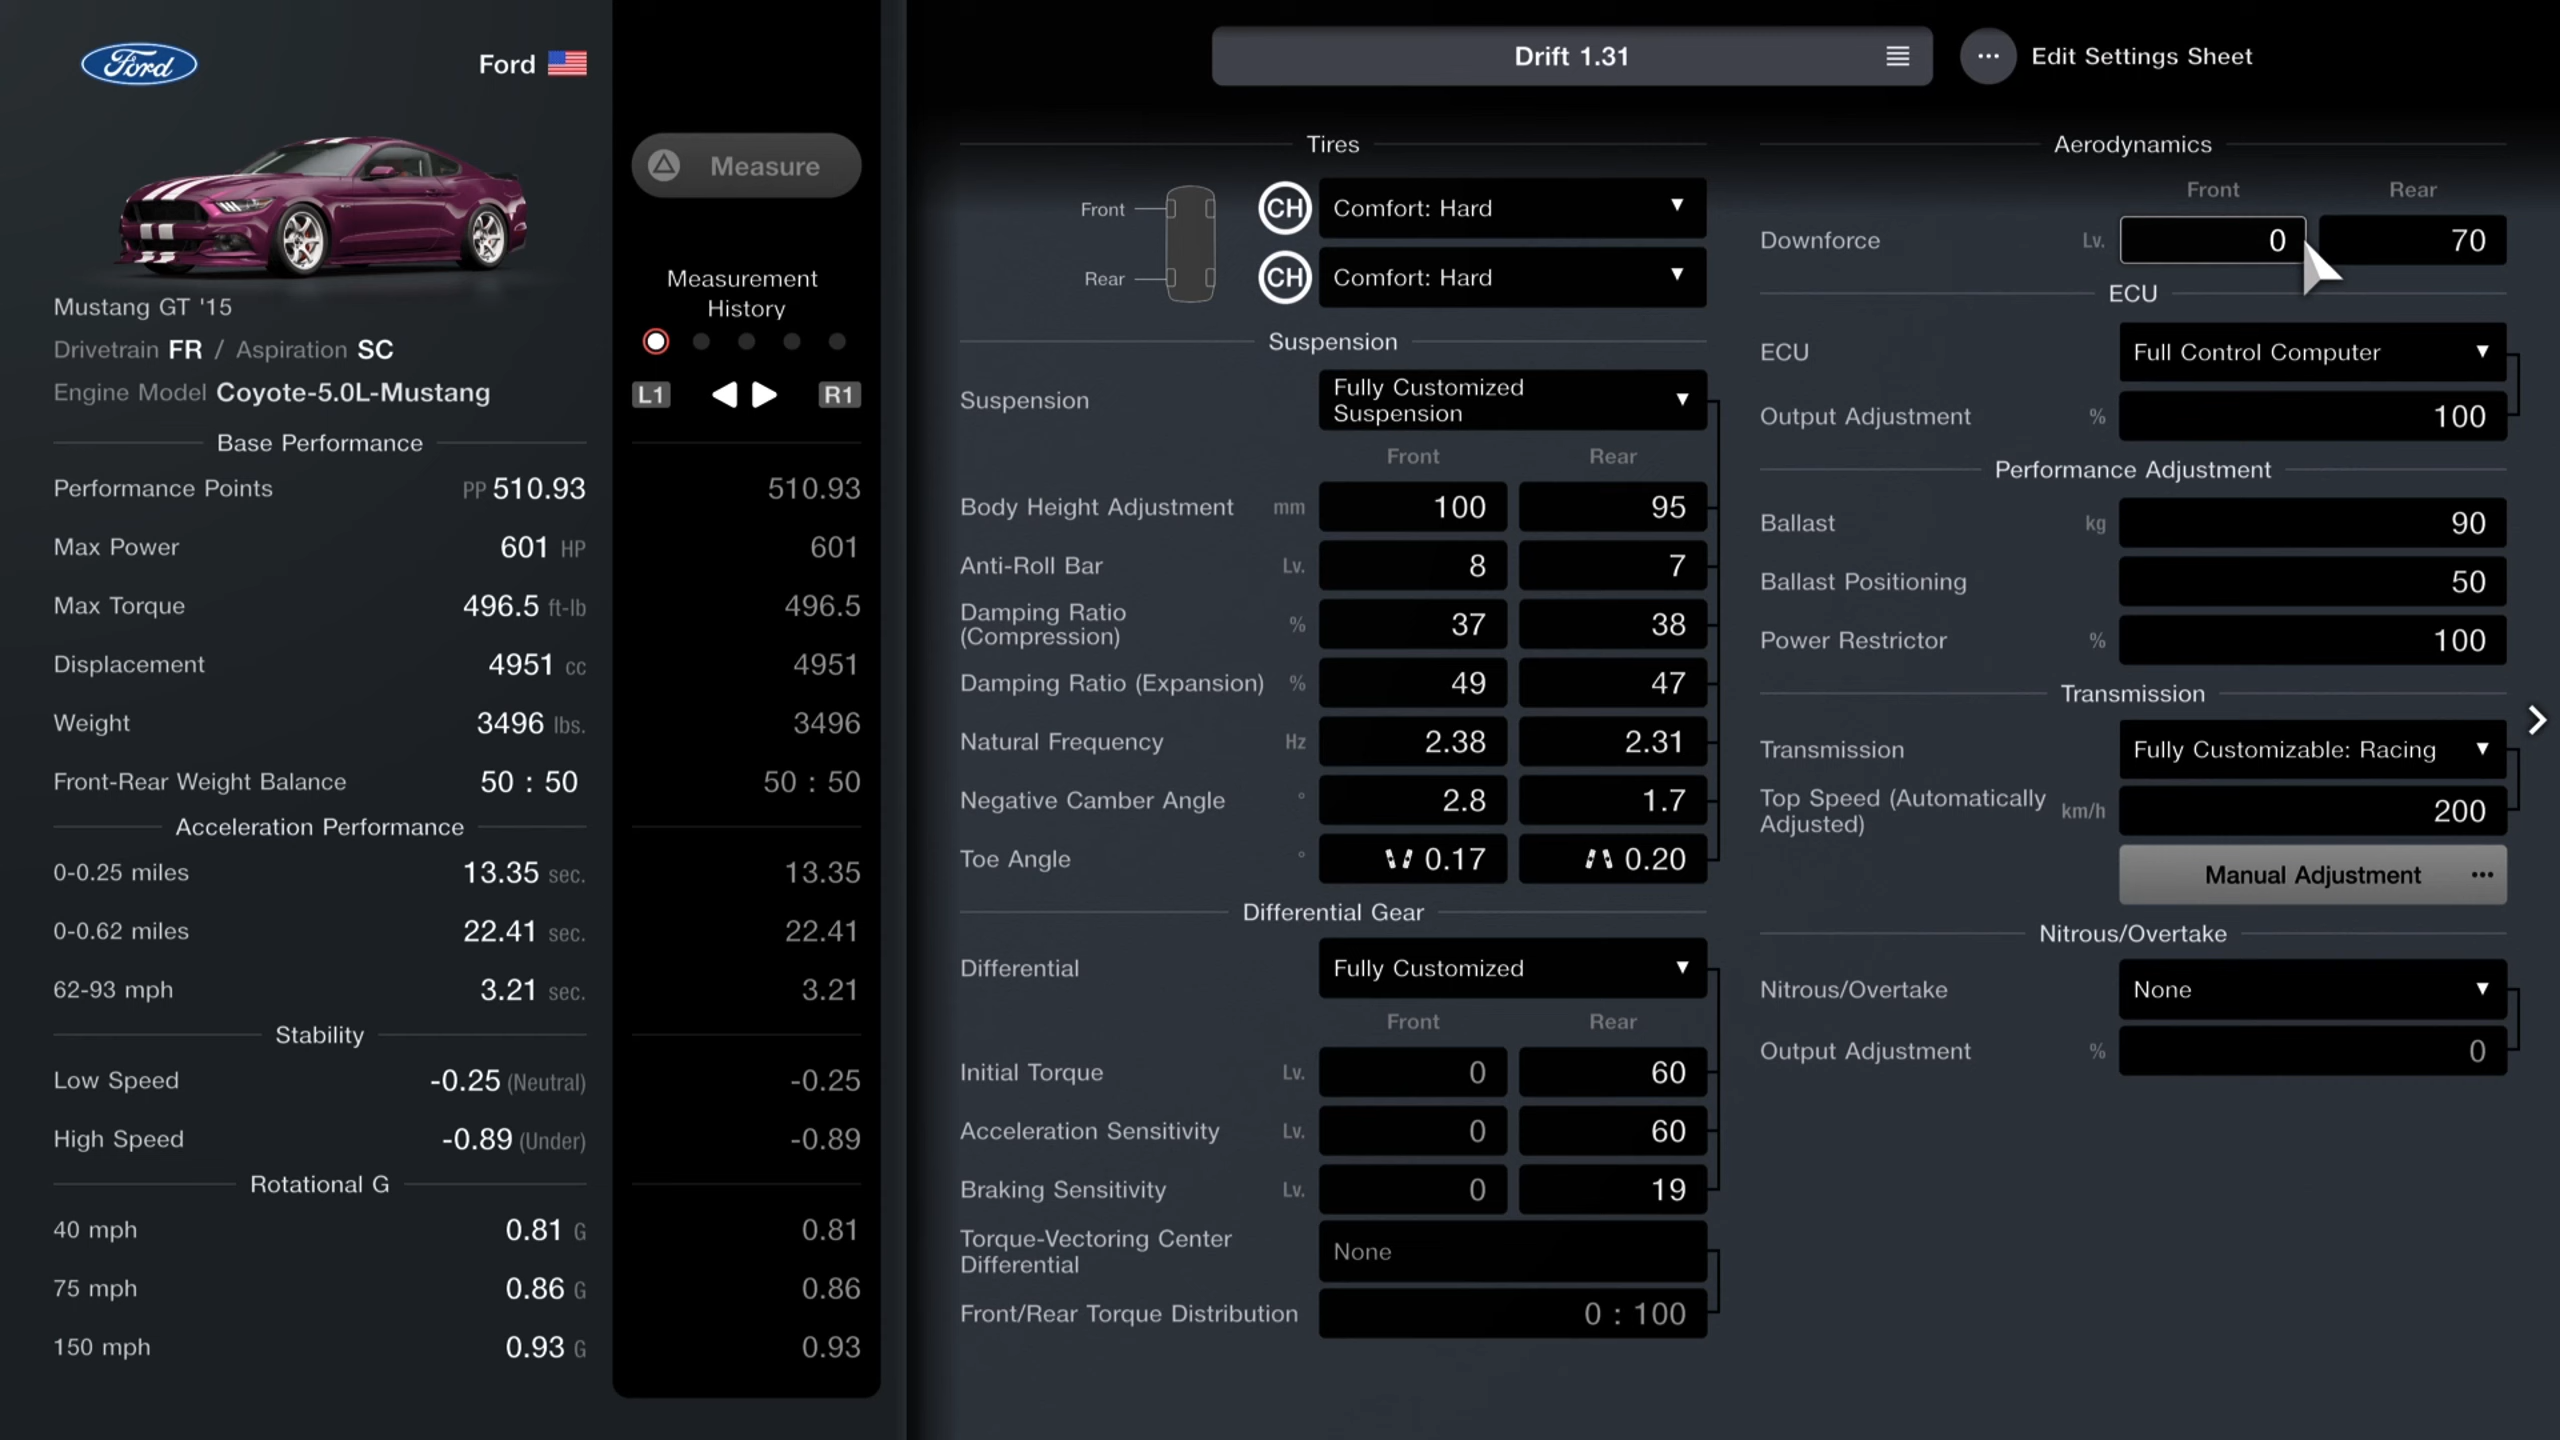 Ford
Ford
Mustang GT '15
Drivetrain FR / Aspiration SC
Engine Model Coyote-5.0L-Mustang
Base Performance
Performance Points PP 510.93
Max Power 601 HP
Max Torque 496.5 ft-lb
Displacement 4951 cc
Weight 3496 lbs.
Front-Rear Weight Balance 50 : 50
Acceleration Performance
0-0.25 miles 13.35 sec.
0-0.62 miles 22.41 sec.
62-93 mph 3.21 sec.
Stability
Low Speed -0.25 (Neutral)
High Speed -0.89 (Under)
Rotational G
40 mph 0.81 G
75 mph 0.86 G
150 mph 0.93 G
Measure
Measurement
History
L1 R1
510.93
601
496.5
4951
3496
50 : 50
13.35
22.41
3.21
-0.25
-0.89
0.81
0.86
0.93
Drift 1.31
Edit Settings Sheet
Tires
Front CH Comfort: Hard
Rear CH Comfort: Hard
Suspension
Suspension Fully Customized
Suspension
Front Rear
Body Height Adjustment mm 100 95
Anti-Roll Bar Lv. 8 7
Damping Ratio
(Compression) % 37 38
Damping Ratio (Expansion) % 49 47
Natural Frequency Hz 2.38 2.31
Negative Camber Angle ° 2.8 1.7
Toe Angle ° 0.17 0.20
Differential Gear
Differential Fully Customized
Front Rear
Initial Torque Lv. 0 60
Acceleration Sensitivity Lv. 0 60
Braking Sensitivity Lv. 0 19
Torque-Vectoring Center
Differential None
Front/Rear Torque Distribution 0 : 100
Aerodynamics
Front Rear
Downforce Lv. 0 70
ECU
ECU Full Control Computer
Output Adjustment % 100
Performance Adjustment
Ballast kg 90
Ballast Positioning 50
Power Restrictor % 100
Transmission
Transmission Fully Customizable: Racing
Top Speed (Automatically
Adjusted) km/h 200
Manual Adjustment
Nitrous/Overtake
Nitrous/Overtake None
Output Adjustment % 0